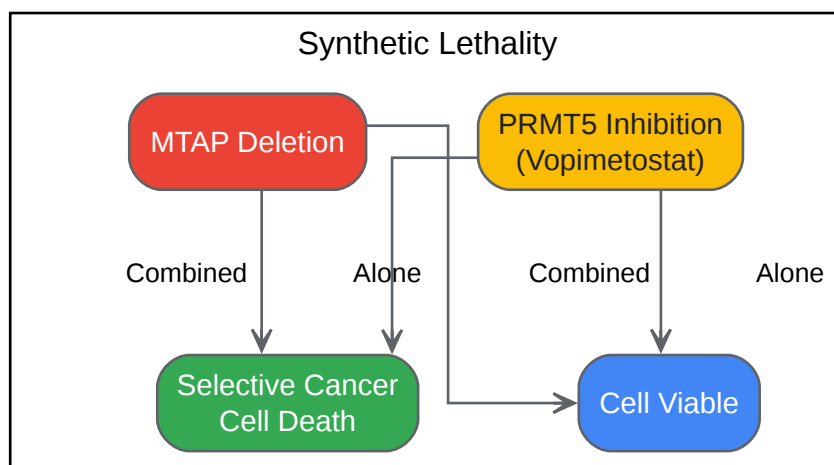 Synthetic Lethality
MTAP Deletion
PRMT5 Inhibition
(Vopimetostat)
Combined
Alone
Combined
Alone
Selective Cancer
Cell Death
Cell Viable